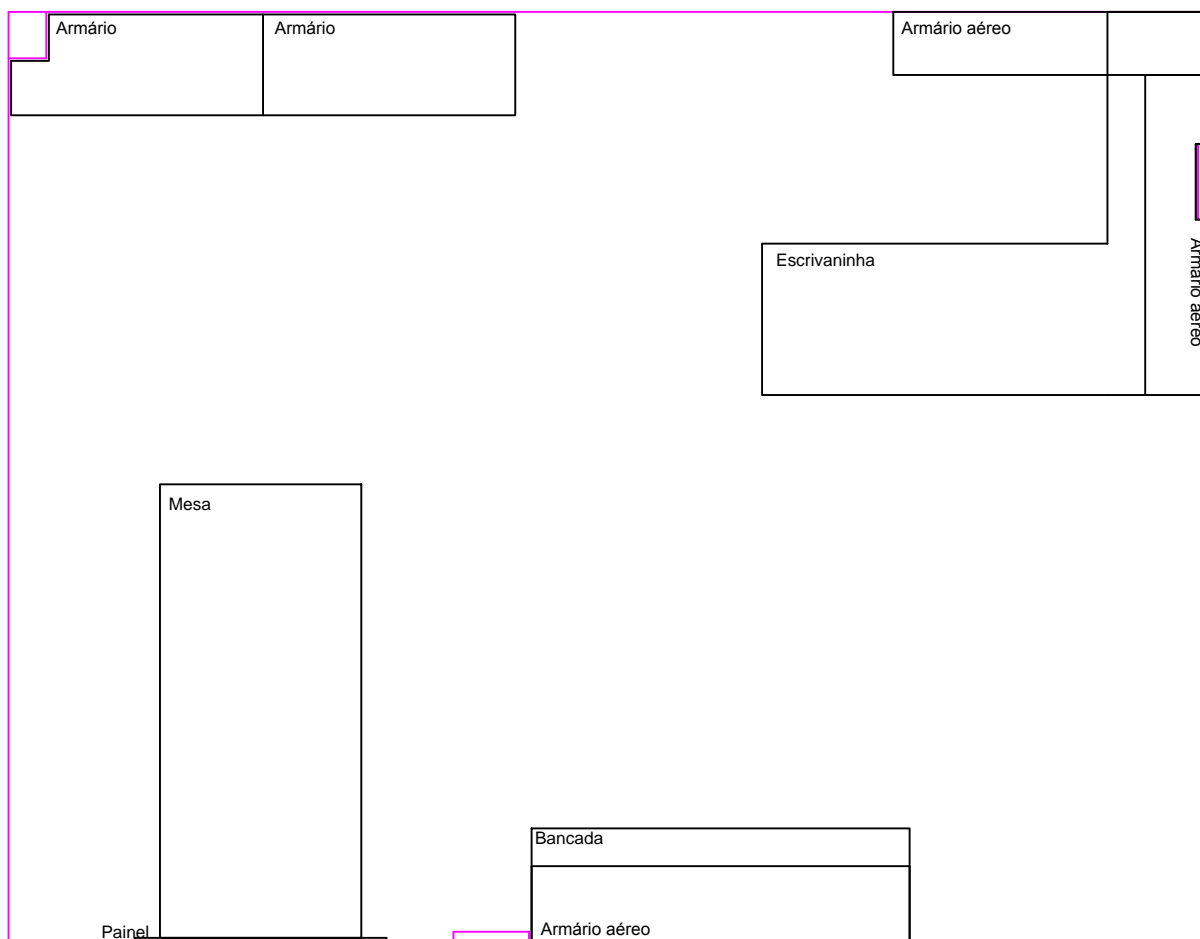 Armário
Armário
Armário aéreo
Armário aéreo
Escrivaninha
Mesa
Bancada
Painel
Armário aéreo